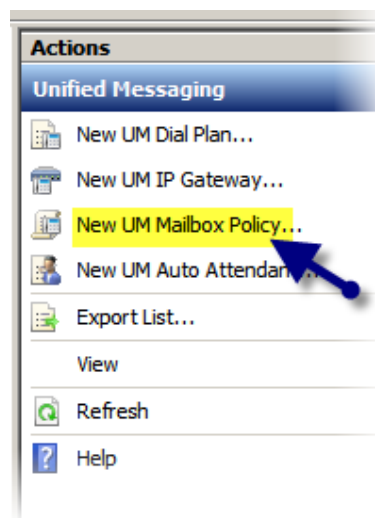 Actions
Unified Messaging
New UM Dial Plan...
New UM IP Gateway...
New UM Mailbox Policy...
New UM Auto Attendant...
Export List...
View
Refresh
Help